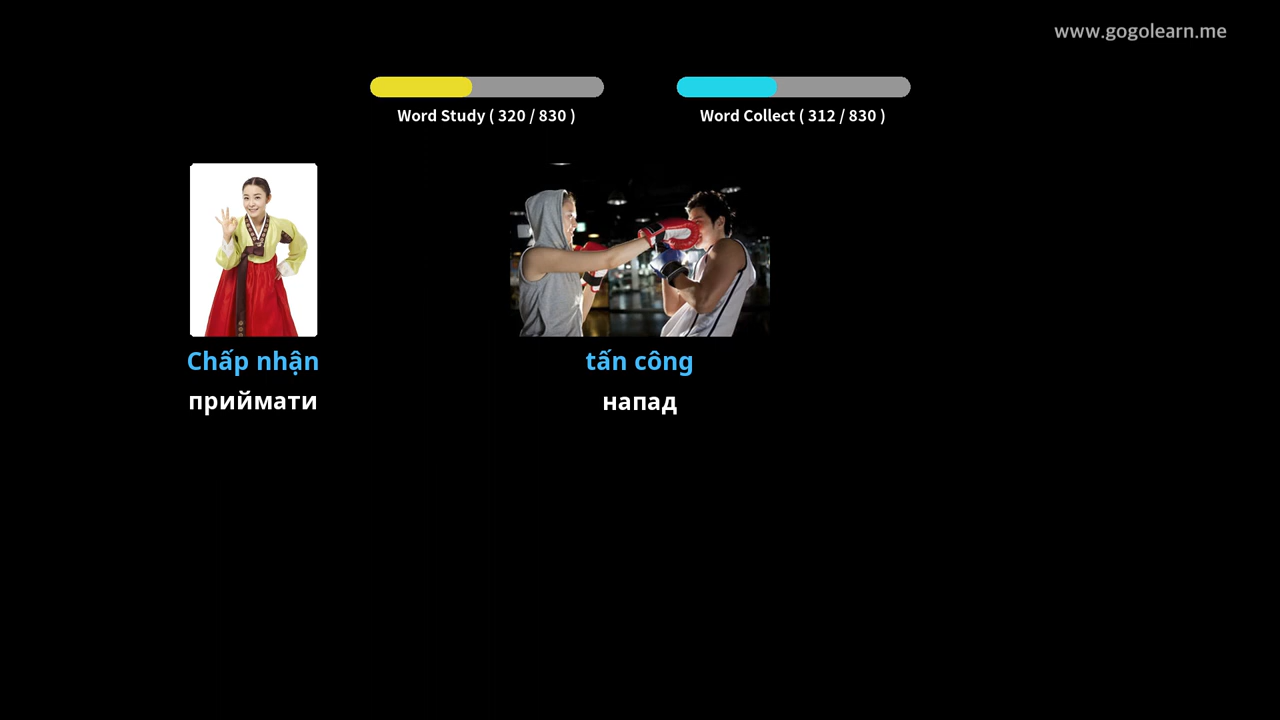 www.gogolearn.me
Word Study ( 320 / 830 )
Word Collect ( 312 / 830 )
Chấp nhận
приймати
tấn công
напад